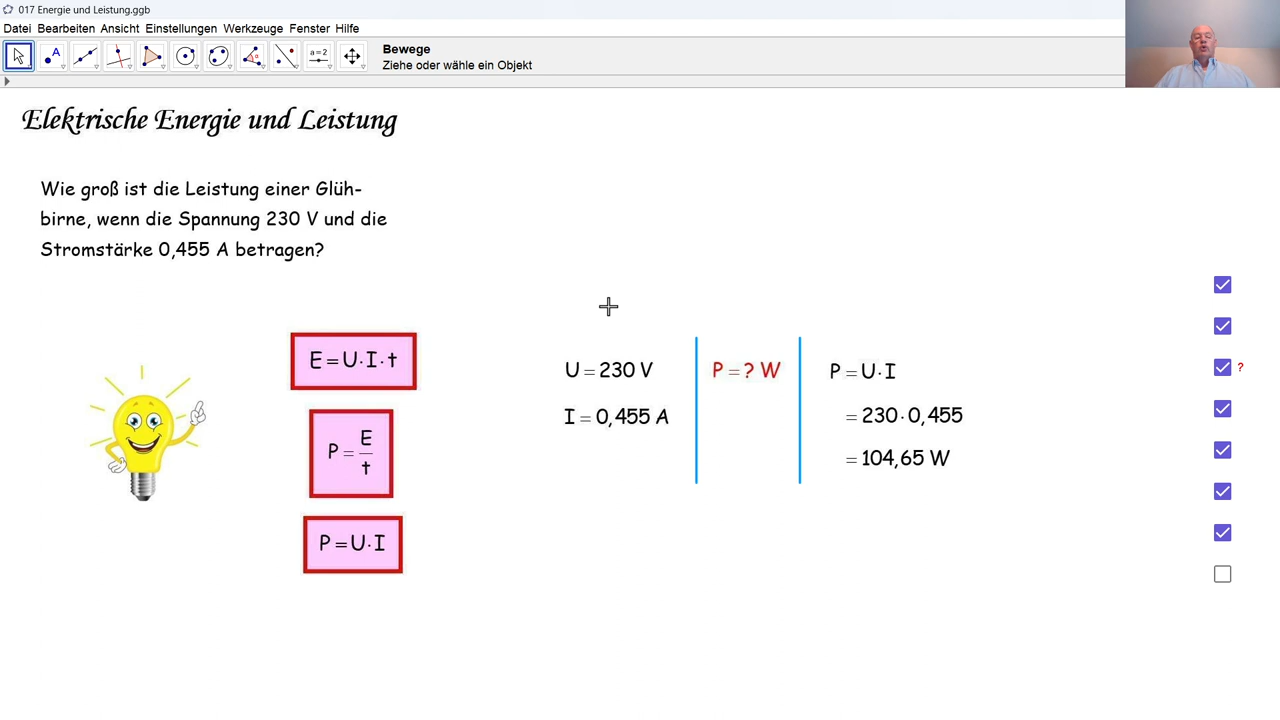 017 Energie und Leistung.ggb
Datei Bearbeiten Ansicht Einstellungen Werkzeuge Fenster Hilfe
A
a=2
Bewege
Ziehe oder wähle ein Objekt
Elektrische Energie und Leistung
Wie groß ist die Leistung einer Glüh-
birne, wenn die Spannung 230 V und die
Stromstärke 0,455 A betragen?
E = U·I·t
P = E/t
P = U·I
U = 230 V
I = 0,455 A
P = ? W
P = U·I
= 230·0,455
= 104,65 W
?